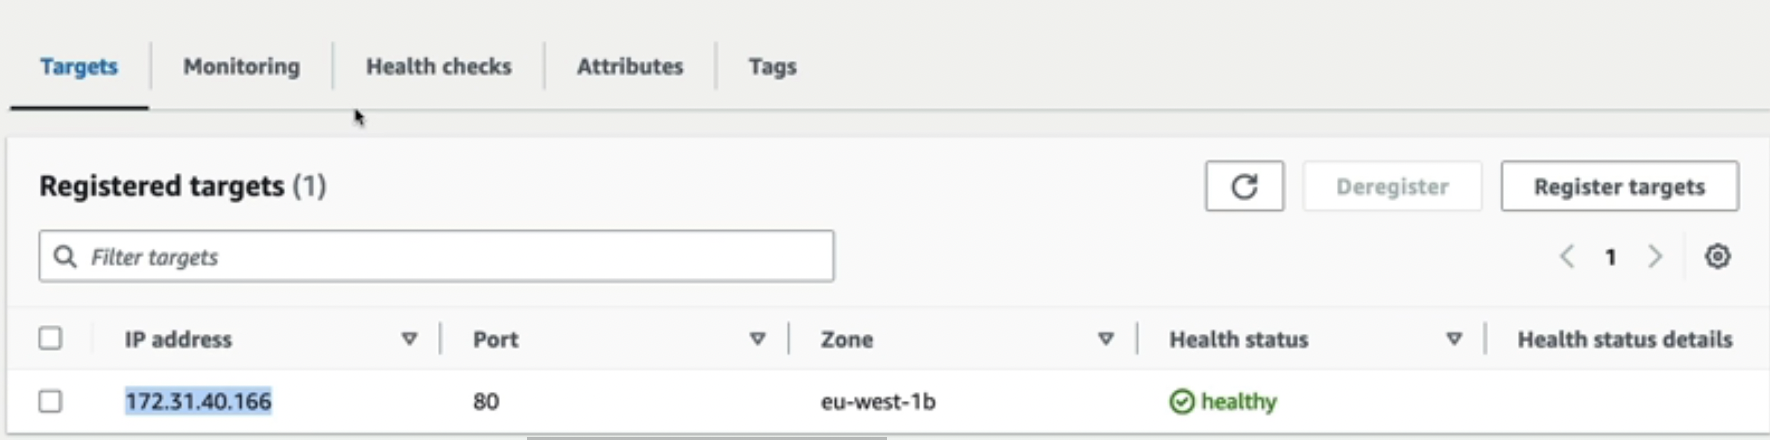 Targets Monitoring Health checks Attributes Tags
Registered targets (1) Deregister Register targets
Filter targets 1
IP address Port Zone Health status Health status details
172.31.40.166 80 eu-west-1b healthy